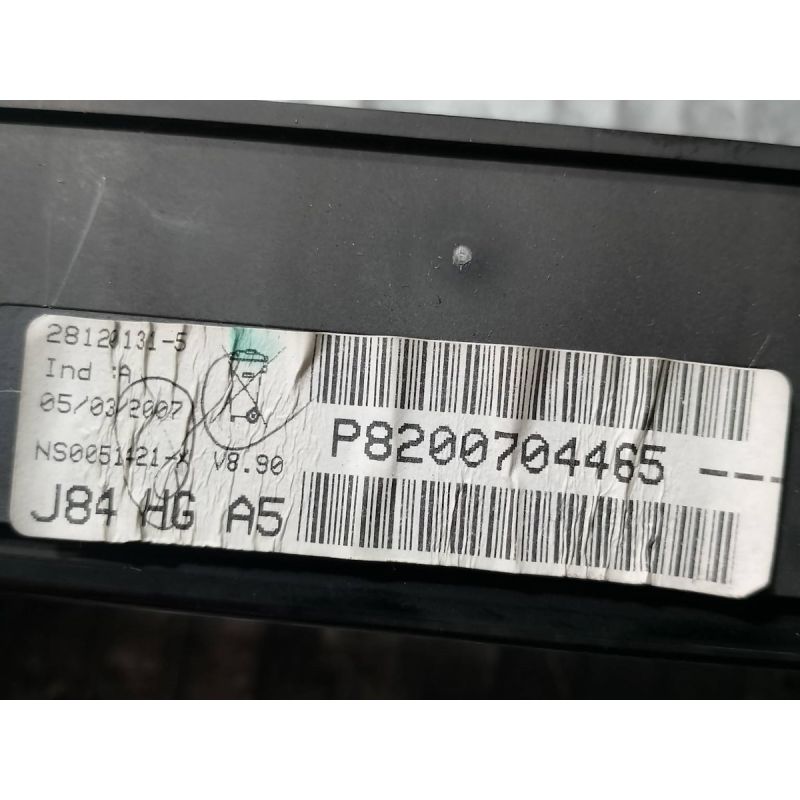 28120131-5
Ind :A
05/03/2007
NS0051421-X V8.90
J84 HG A5
P8200704465 ---